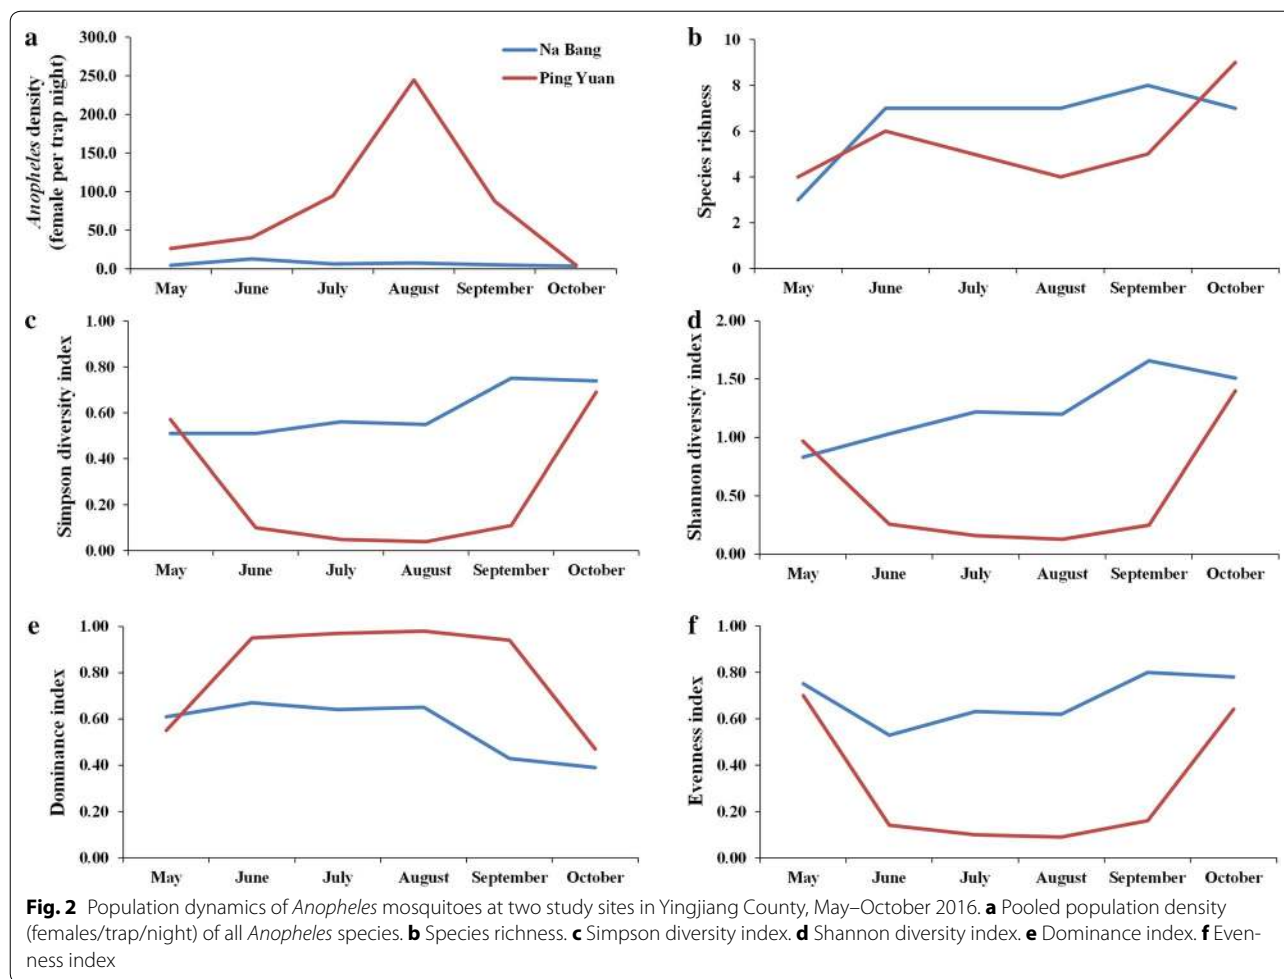 a
300.0
250.0
200.0
150.0
100.0
50.0
0.0
Anopheles density
(female per trap night)
Na Bang
Ping Yuan
May June July August September October
b
10
8
6
4
2
0
Species rishness
May June July August September October
c
1.00
0.80
0.60
0.40
0.20
0.00
Simpson diversity index
May June July August September October
d
2.00
1.50
1.00
0.50
0.00
Shannon diversity index
May June July August September October
e
1.00
0.80
0.60
0.40
0.20
0.00
Dominance index
May June July August September October
f
1.00
0.80
0.60
0.40
0.20
0.00
Evenness index
May June July August September October
Fig. 2 Population dynamics of Anopheles mosquitoes at two study sites in Yingjiang County, May–October 2016. a Pooled population density
(females/trap/night) of all Anopheles species. b Species richness. c Simpson diversity index. d Shannon diversity index. e Dominance index. f Even-
ness index